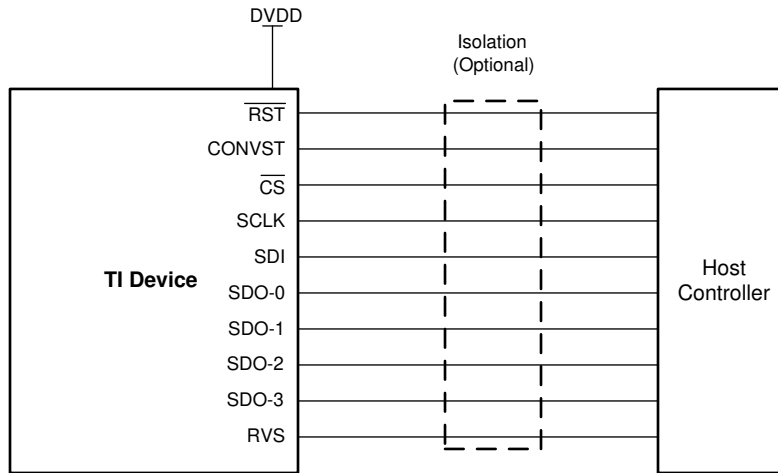 DVDD
Isolation
(Optional)
RST
CONVST
CS
SCLK
SDI
TI Device
SDO-0
SDO-1
SDO-2
SDO-3
RVS
Host
Controller